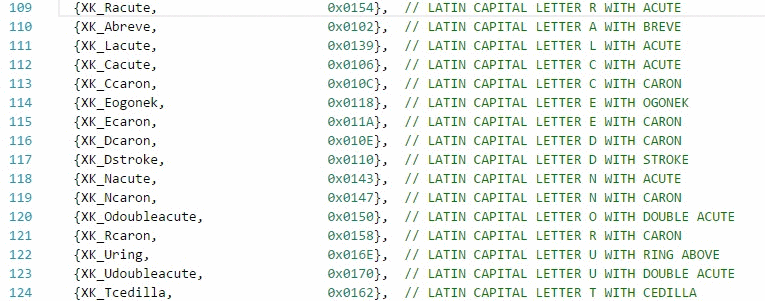 109 {XK_Racute, 0x0154}, // LATIN CAPITAL LETTER R WITH ACUTE
110 {XK_Abreve, 0x0102}, // LATIN CAPITAL LETTER A WITH BREVE
111 {XK_Lacute, 0x0139}, // LATIN CAPITAL LETTER L WITH ACUTE
112 {XK_Cacute, 0x0106}, // LATIN CAPITAL LETTER C WITH ACUTE
113 {XK_Ccaron, 0x010C}, // LATIN CAPITAL LETTER C WITH CARON
114 {XK_Eogonek, 0x0118}, // LATIN CAPITAL LETTER E WITH OGONEK
115 {XK_Ecaron, 0x011A}, // LATIN CAPITAL LETTER E WITH CARON
116 {XK_Dcaron, 0x010E}, // LATIN CAPITAL LETTER D WITH CARON
117 {XK_Dstroke, 0x0110}, // LATIN CAPITAL LETTER D WITH STROKE
118 {XK_Nacute, 0x0143}, // LATIN CAPITAL LETTER N WITH ACUTE
119 {XK_Ncaron, 0x0147}, // LATIN CAPITAL LETTER N WITH CARON
120 {XK_Odoubleacute, 0x0150}, // LATIN CAPITAL LETTER O WITH DOUBLE ACUTE
121 {XK_Rcaron, 0x0158}, // LATIN CAPITAL LETTER R WITH CARON
122 {XK_Uring, 0x016E}, // LATIN CAPITAL LETTER U WITH RING ABOVE
123 {XK_Udoubleacute, 0x0170}, // LATIN CAPITAL LETTER U WITH DOUBLE ACUTE
124 {XK_Tcedilla, 0x0162}, // LATIN CAPITAL LETTER T WITH CEDILLA